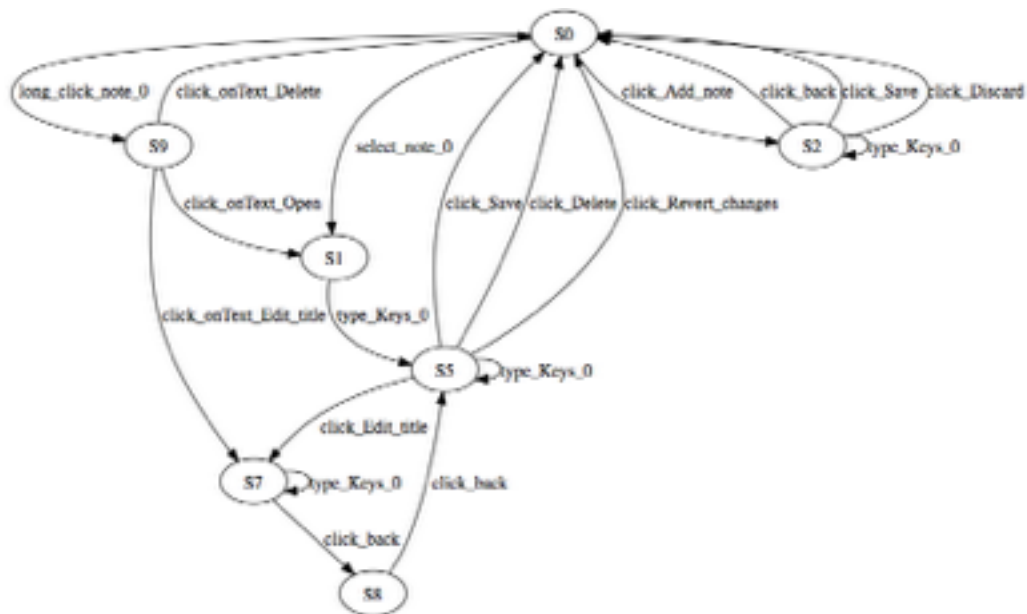 S0
long_click_note_0
click_onText_Delete
click_Add_note
click_back
click_Save
click_Discard
S9
select_note_0
S2
type_Keys_0
click_onText_Open
click_Save
click_Delete
click_Revert_changes
S1
click_onText_Edit_title
type_Keys_0
S5
type_Keys_0
click_Edit_title
S7
type_Keys_0
click_back
click_back
S8